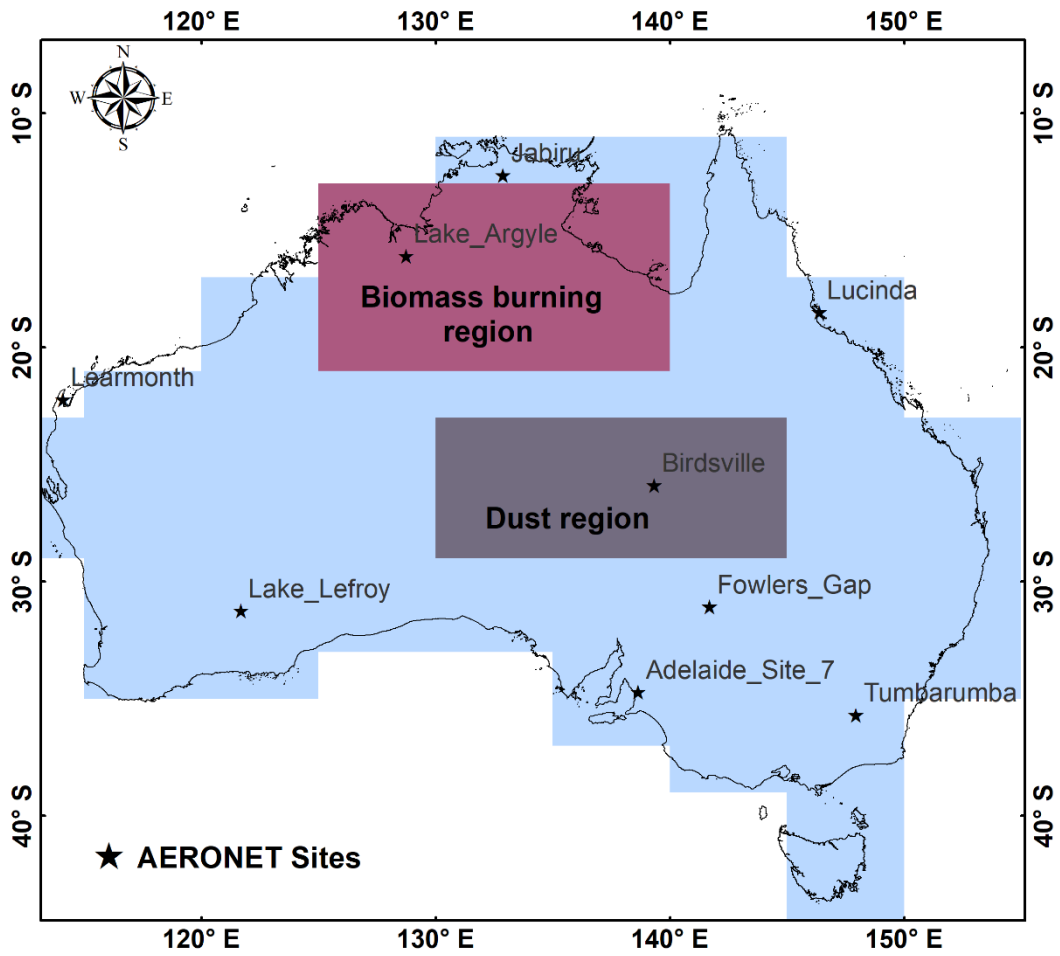 120° E 130° E 140° E 150° E
N
W E
S
10° S 10° S
Jabiru
Lake_Argyle
Biomass burning
region
Lucinda
20° S 20° S
Learmonth
Birdsville
Dust region
30° S 30° S
Lake_Lefroy
Fowlers_Gap
Adelaide_Site_7
Tumbarumba
40° S 40° S
AERONET Sites
120° E 130° E 140° E 150° E